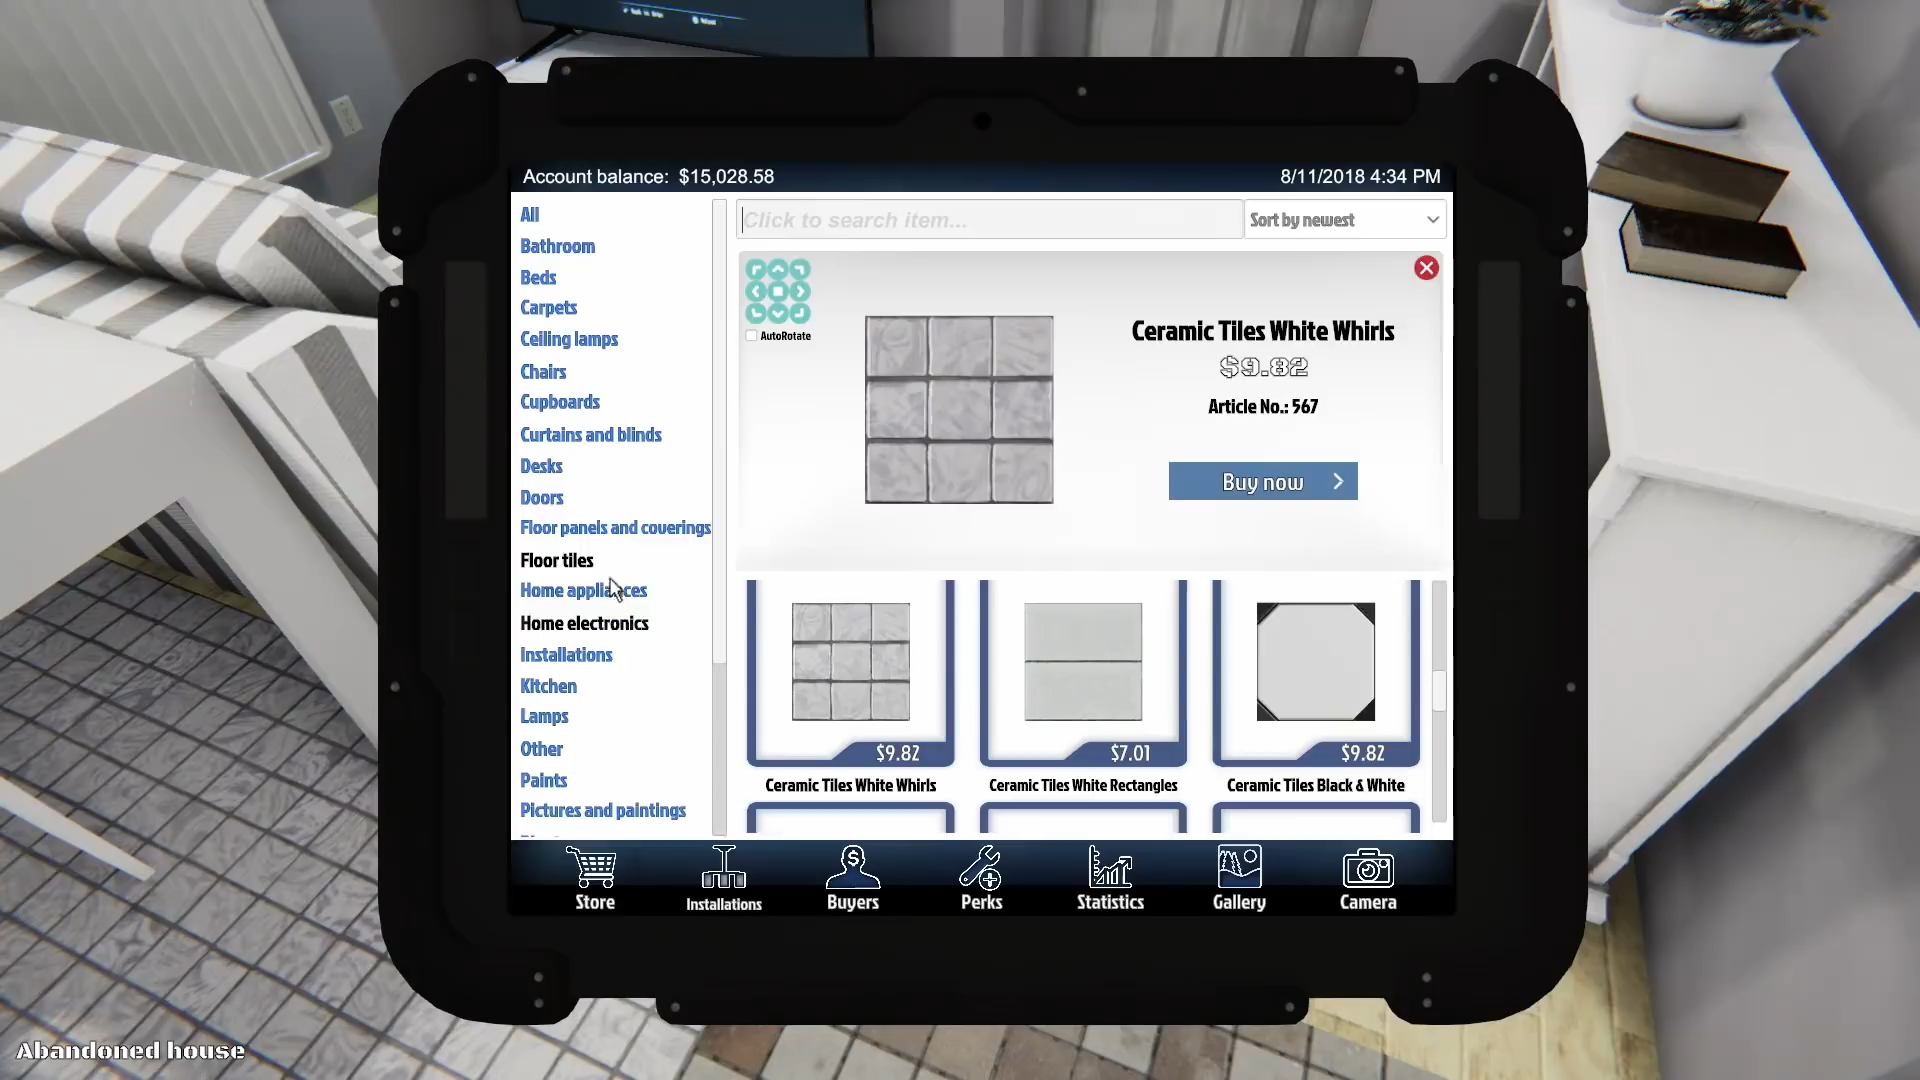 Account balance: $15,028.58
8/11/2018 4:34 PM
All
Bathroom
Beds
Carpets
Ceiling lamps
Chairs
Cupboards
Curtains and blinds
Desks
Doors
Floor panels and coverings
Floor tiles
Home appliances
Home electronics
Installations
Kitchen
Lamps
Other
Paints
Pictures and paintings
Click to search item...
Sort by newest
AutoRotate
Ceramic Tiles White Whirls
$9.82
Article No.: 567
Buy now
$9.82
$7.01
$9.82
Ceramic Tiles White Whirls
Ceramic Tiles White Rectangles
Ceramic Tiles Black & White
Store
Installations
Buyers
Perks
Statistics
Gallery
Camera
Abandoned house